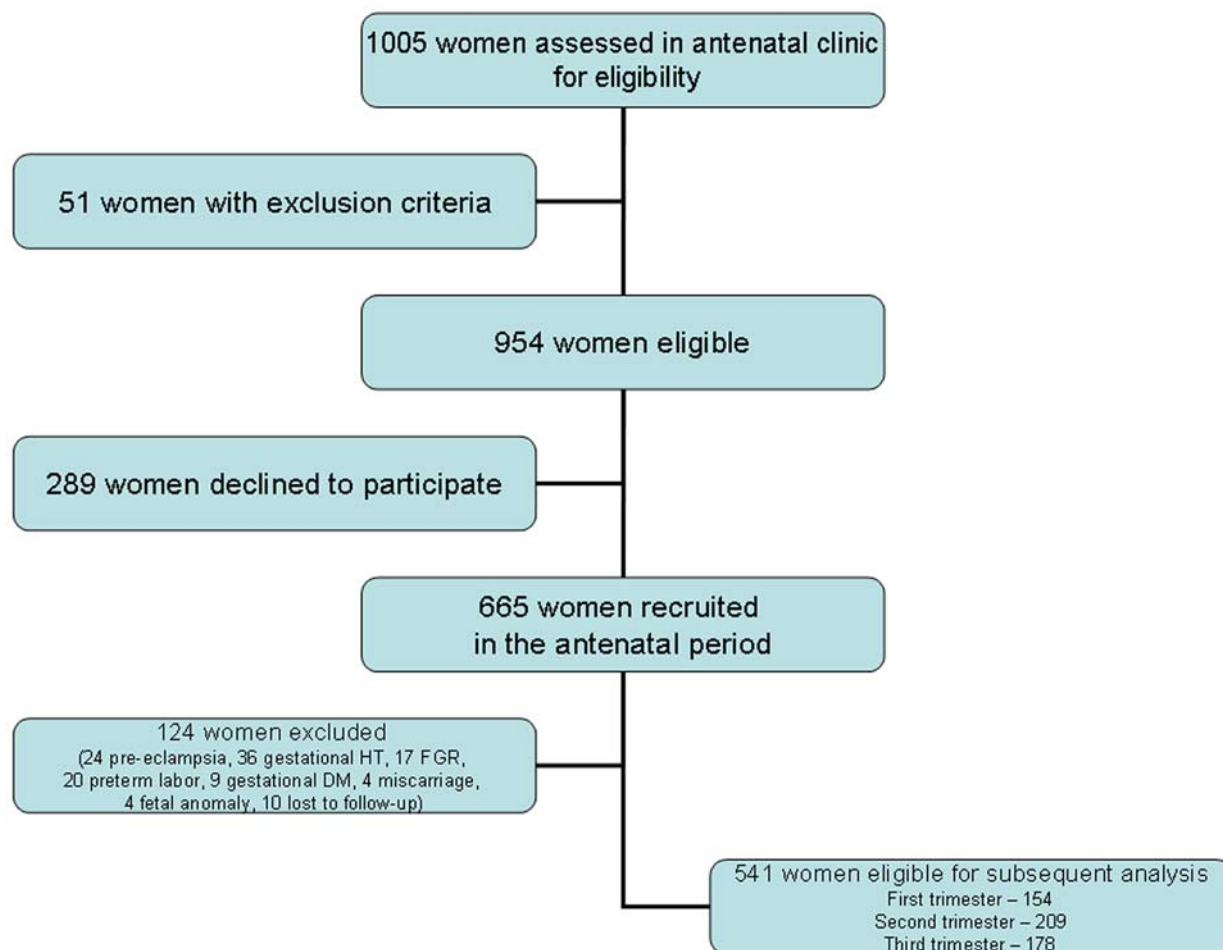 1005 women assessed in antenatal clinic
for eligibility
51 women with exclusion criteria
954 women eligible
289 women declined to participate
665 women recruited
in the antenatal period
124 women excluded
(24 pre-eclampsia, 36 gestational HT, 17 FGR,
20 preterm labor, 9 gestational DM, 4 miscarriage,
4 fetal anomaly, 10 lost to follow-up)
541 women eligible for subsequent analysis
First trimester – 154
Second trimester – 209
Third trimester – 178